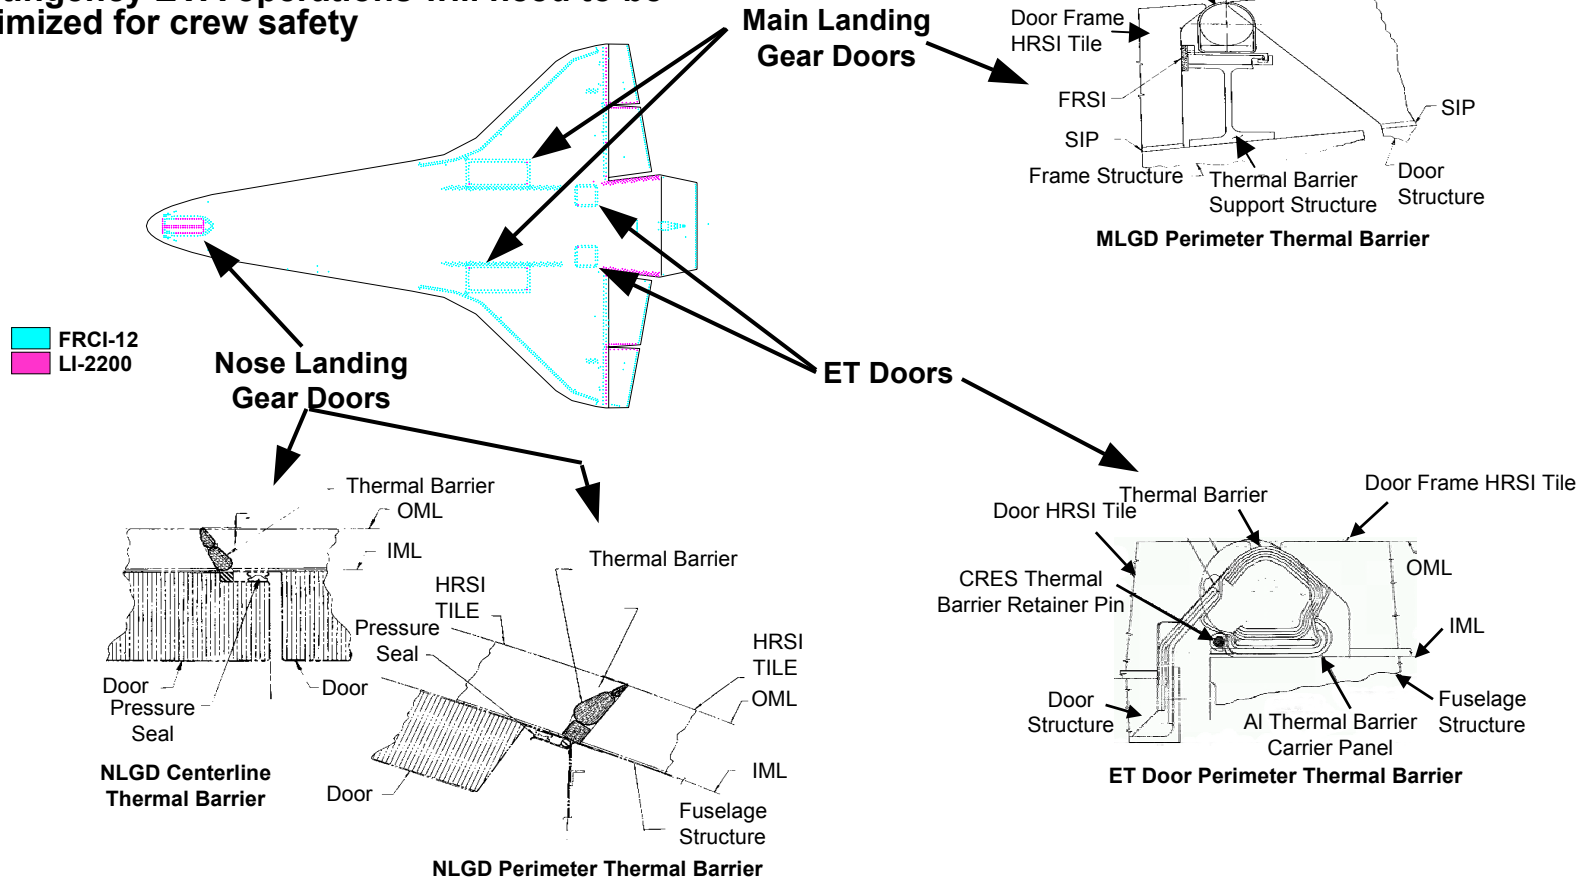 imized for crew safety
Main Landing
Gear Doors
Door Frame
HRSI Tile
FRSI
SIP
Frame Structure
Thermal Barrier
Support Structure
SIP
Door
Structure
MLGD Perimeter Thermal Barrier
FRCI-12
LI-2200
Nose Landing
Gear Doors
ET Doors
Thermal Barrier
OML
IML
Door
Pressure
Seal
Door
NLGD Centerline
Thermal Barrier
Thermal Barrier
HRSI
TILE
Pressure
Seal
HRSI
TILE
OML
IML
Door
Fuselage
Structure
NLGD Perimeter Thermal Barrier
Door HRSI Tile
Thermal Barrier
Door Frame HRSI Tile
CRES Thermal
Barrier Retainer Pin
OML
IML
Door
Structure
Al Thermal Barrier
Carrier Panel
Fuselage
Structure
ET Door Perimeter Thermal Barrier